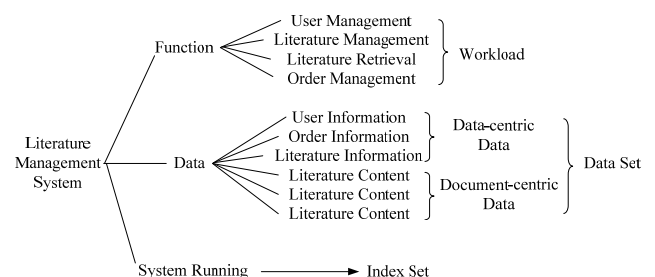 User Management
Literature Management
Literature Retrieval
Order Management
Function
Workload
User Information
Order Information
Literature Information
Literature Content
Literature Content
Literature Content
Data-centric
Data
Document-centric
Data
Data Set
Literature
Management
System
Data
System Running
Index Set